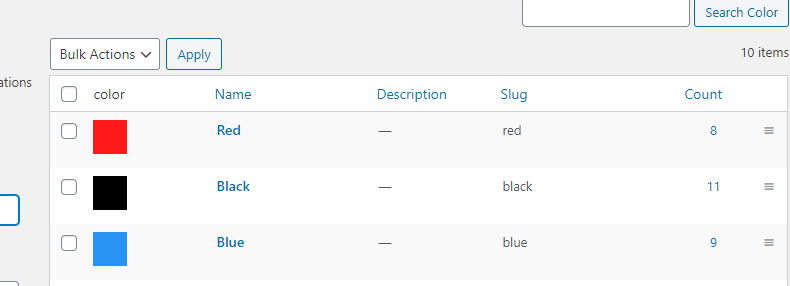 Search Color
Bulk Actions Apply 10 items
ations
color Name Description Slug Count
Red — red 8
Black — black 11
Blue — blue 9